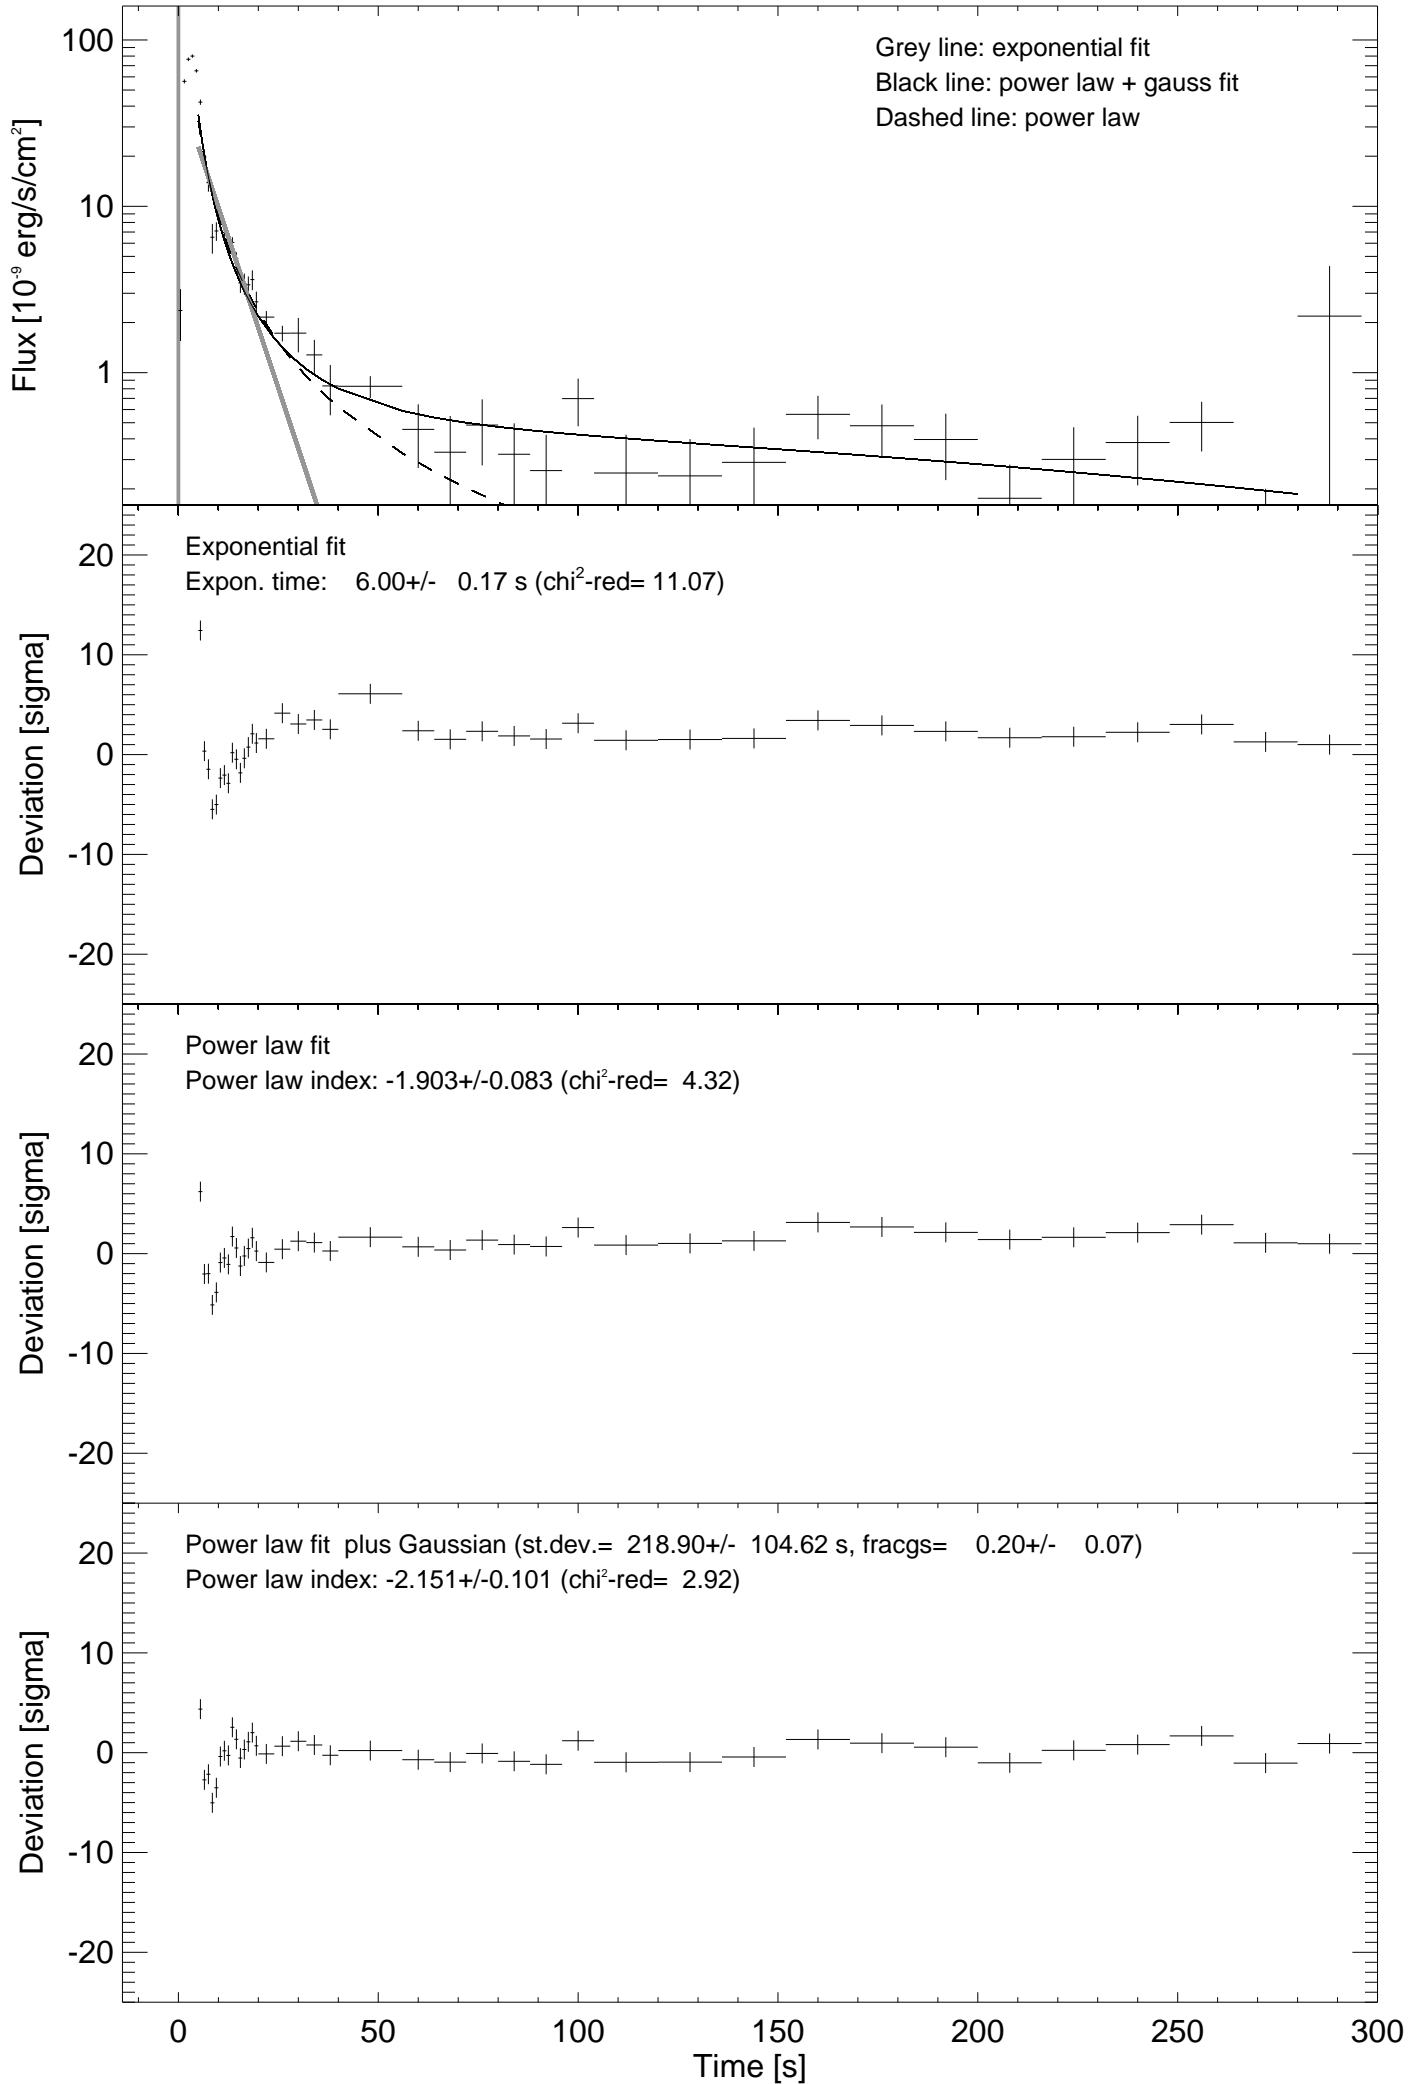 100
10
1
Flux [10⁻⁹ erg/s/cm²]
Grey line: exponential fit
Black line: power law + gauss fit
Dashed line: power law
20
10
0
-10
-20
Deviation [sigma]
Exponential fit
Expon. time: 6.00+/- 0.17 s (chi²-red= 11.07)
20
10
0
-10
-20
Deviation [sigma]
Power law fit
Power law index: -1.903+/-0.083 (chi²-red= 4.32)
20
10
0
-10
-20
Deviation [sigma]
Power law fit plus Gaussian (st.dev.= 218.90+/- 104.62 s, fracgs= 0.20+/- 0.07)
Power law index: -2.151+/-0.101 (chi²-red= 2.92)
0 50 100 150 200 250 300
Time [s]